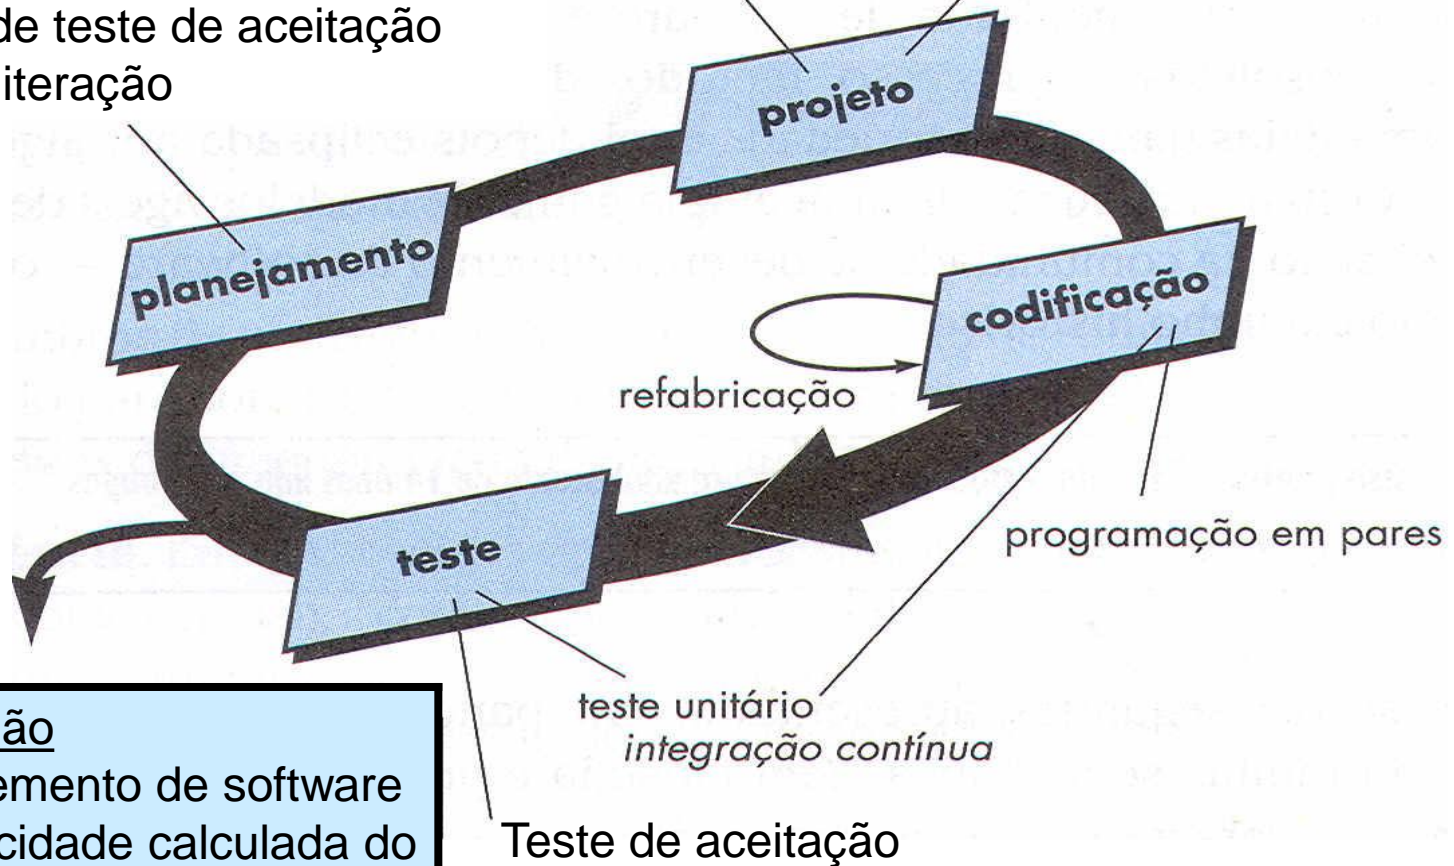 de teste de aceitação
iteração
projeto
planejamento
codificação
refabricação
programação em pares
teste
teste unitário
integração contínua
ão
emento de software
cidade calculada do
Teste de aceitação